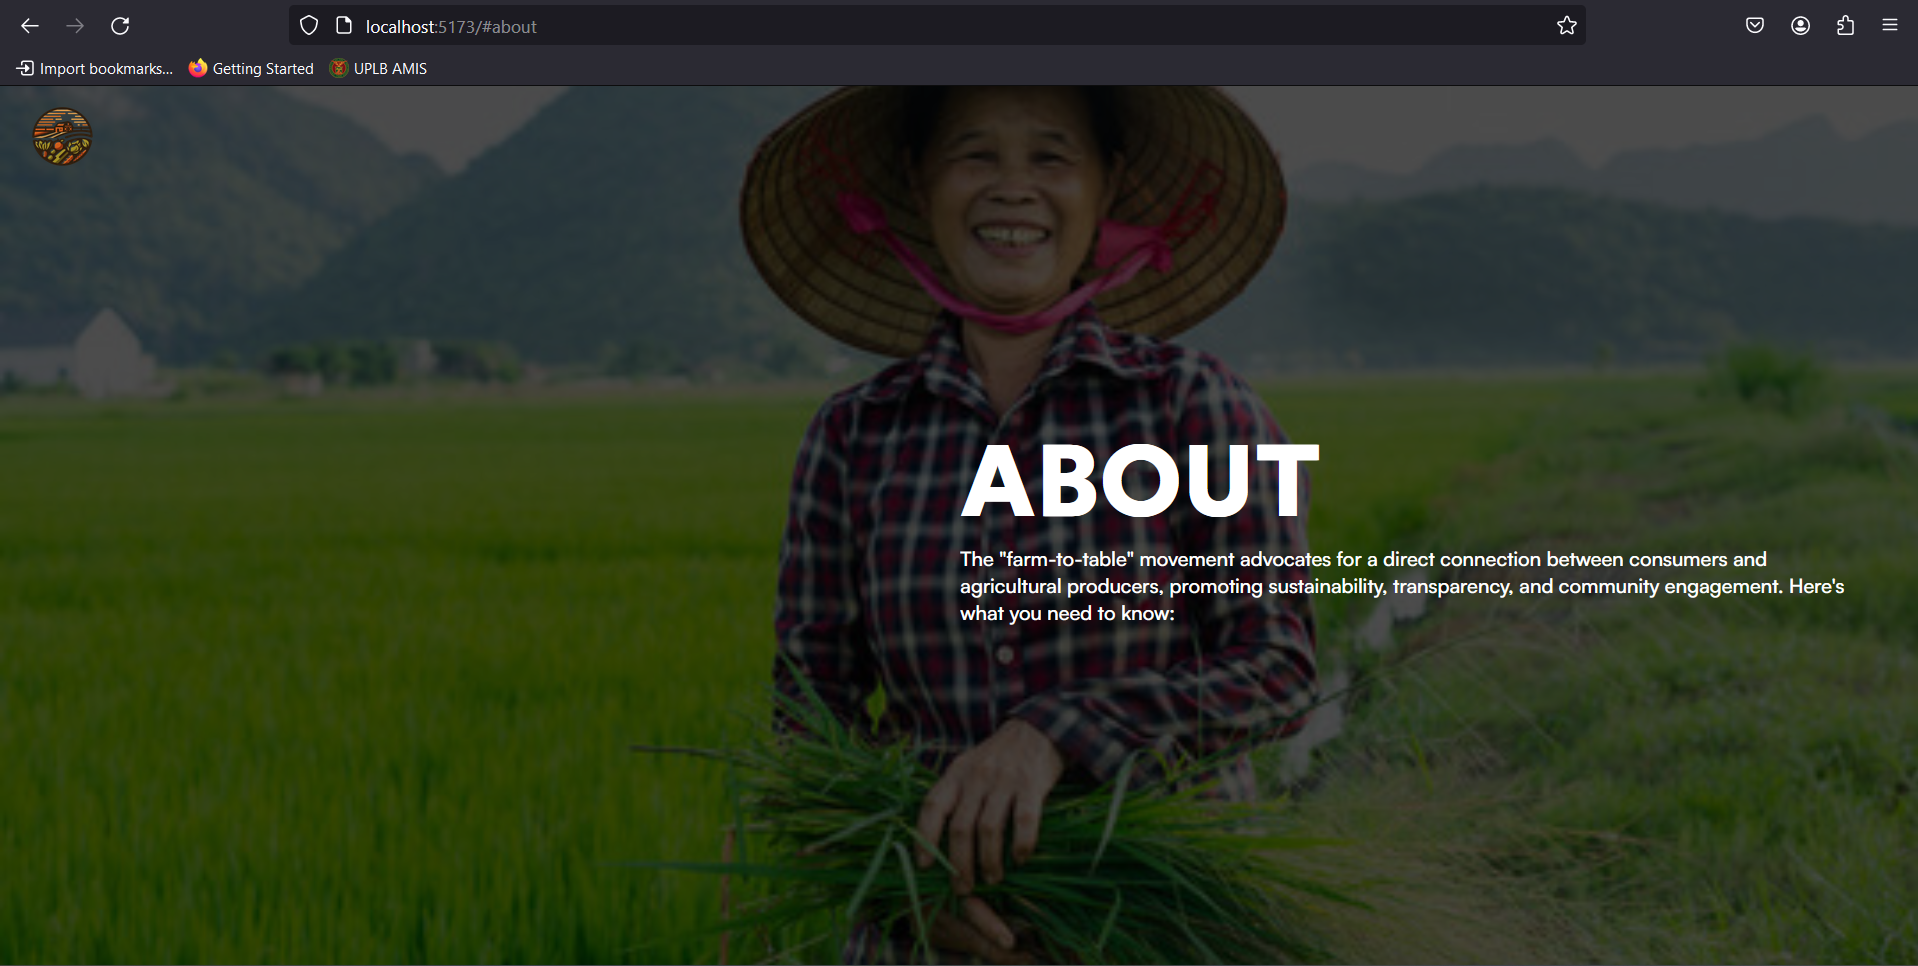 localhost:5173/#about
Import bookmarks...
Getting Started
UPLB AMIS
ABOUT
The "farm-to-table" movement advocates for a direct connection between consumers and
agricultural producers, promoting sustainability, transparency, and community engagement. Here's
what you need to know: